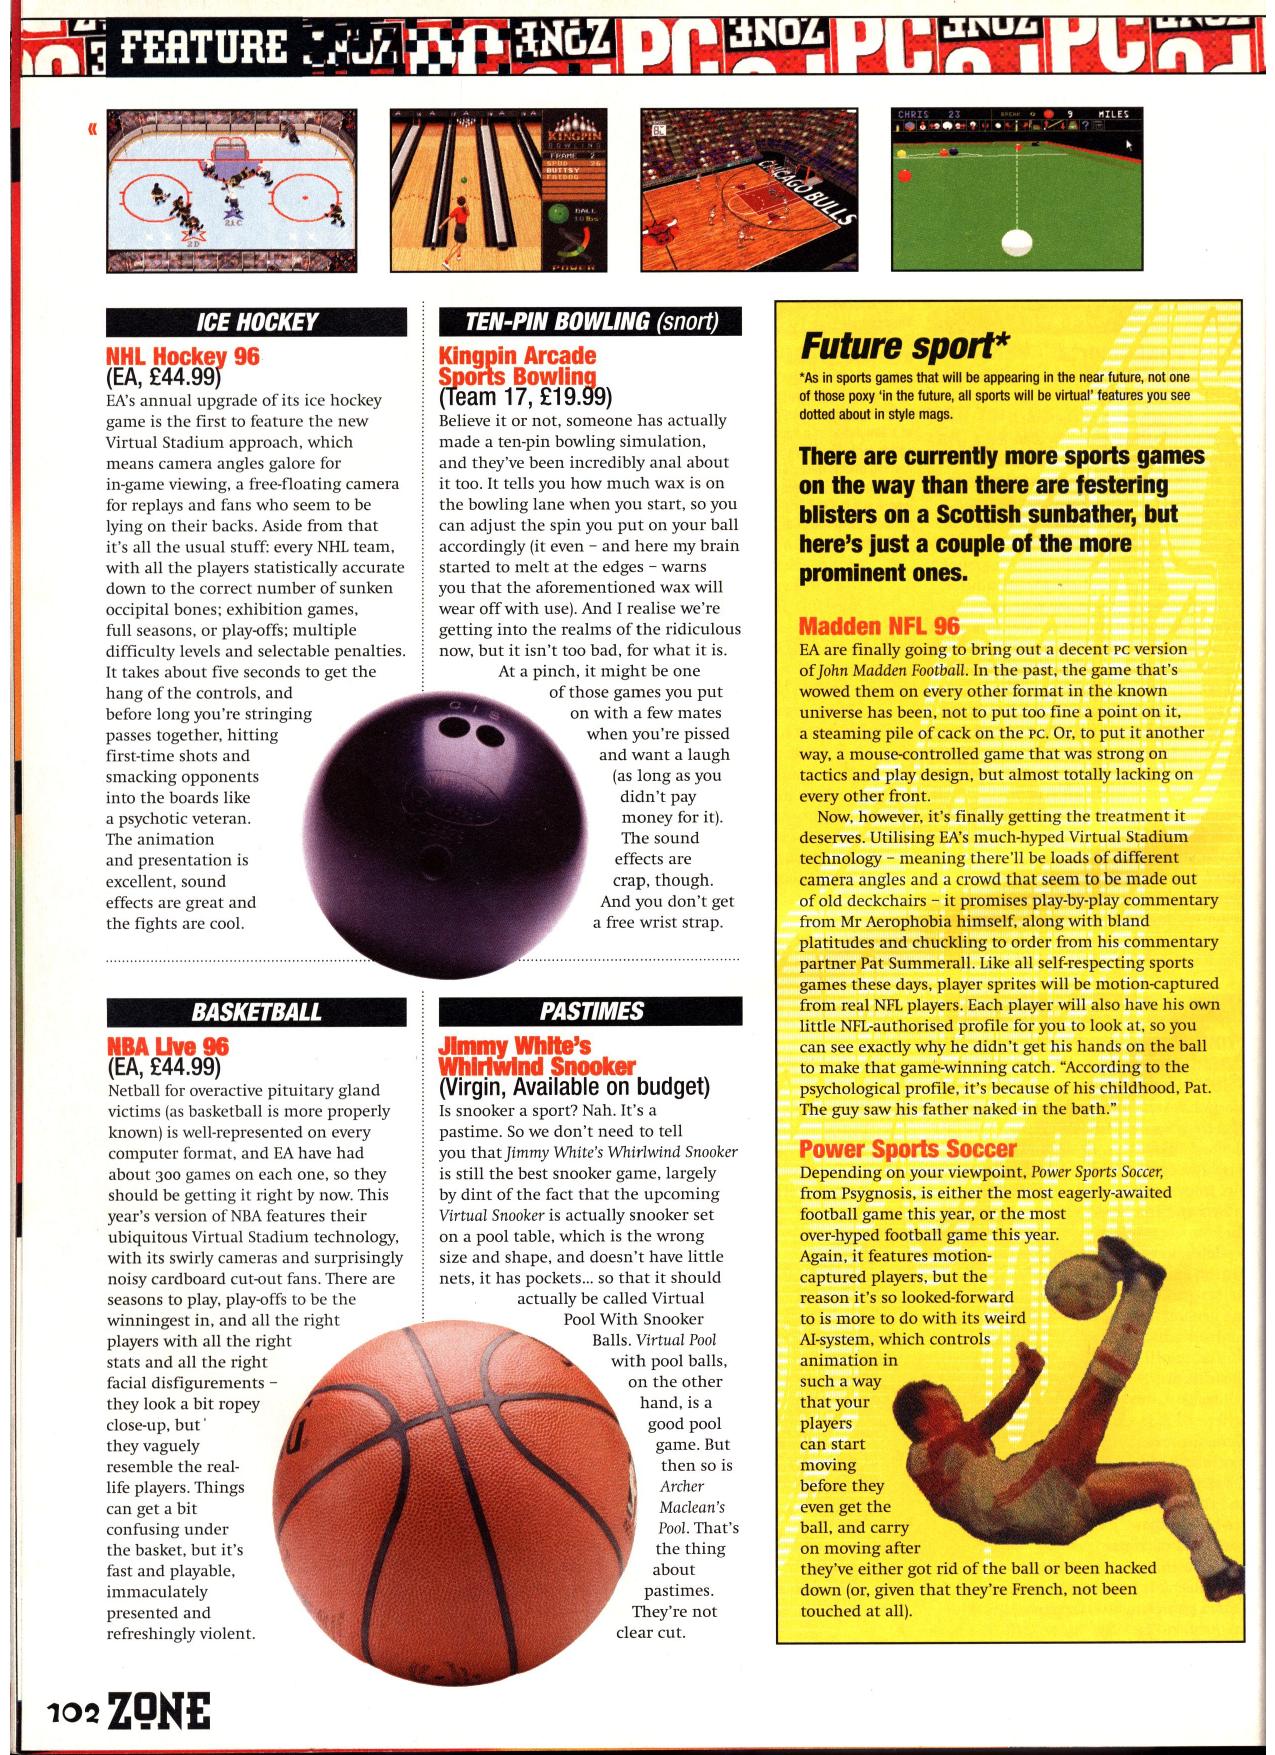 FEATURE
«
ICE HOCKEY
NHL Hockey 96
(EA, £44.99)
EA's annual upgrade of its ice hockey
game is the first to feature the new
Virtual Stadium approach, which
means camera angles galore for
in-game viewing, a free-floating camera
for replays and fans who seem to be
lying on their backs. Aside from that
it's all the usual stuff: every NHL team,
with all the players statistically accurate
down to the correct number of sunken
occipital bones; exhibition games,
full seasons, or play-offs; multiple
difficulty levels and selectable penalties.
It takes about five seconds to get the
hang of the controls, and
before long you're stringing
passes together, hitting
first-time shots and
smacking opponents
into the boards like
a psychotic veteran.
The animation
and presentation is
excellent, sound
effects are great and
the fights are cool.
TEN-PIN BOWLING (snort)
Kingpin Arcade
Sports Bowling
(Team 17, £19.99)
Believe it or not, someone has actually
made a ten-pin bowling simulation,
and they've been incredibly anal about
it too. It tells you how much wax is on
the bowling lane when you start, so you
can adjust the spin you put on your ball
accordingly (it even – and here my brain
started to melt at the edges – warns
you that the aforementioned wax will
wear off with use). And I realise we're
getting into the realms of the ridiculous
now, but it isn't too bad, for what it is.
At a pinch, it might be one
of those games you put
on with a few mates
when you're pissed
and want a laugh
(as long as you
didn't pay
money for it).
The sound
effects are
crap, though.
And you don't get
a free wrist strap.
BASKETBALL
NBA Live 96
(EA, £44.99)
Netball for overactive pituitary gland
victims (as basketball is more properly
known) is well-represented on every
computer format, and EA have had
about 300 games on each one, so they
should be getting it right by now. This
year's version of NBA features their
ubiquitous Virtual Stadium technology,
with its swirly cameras and surprisingly
noisy cardboard cut-out fans. There are
seasons to play, play-offs to be the
winningest in, and all the right
players with all the right
stats and all the right
facial disfigurements –
they look a bit ropey
close-up, but
they vaguely
resemble the real-
life players. Things
can get a bit
confusing under
the basket, but it's
fast and playable,
immaculately
presented and
refreshingly violent.
PASTIMES
Jimmy White's
Whirlwind Snooker
(Virgin, Available on budget)
Is snooker a sport? Nah. It's a
pastime. So we don't need to tell
you that Jimmy White's Whirlwind Snooker
is still the best snooker game, largely
by dint of the fact that the upcoming
Virtual Snooker is actually snooker set
on a pool table, which is the wrong
size and shape, and doesn't have little
nets, it has pockets... so that it should
actually be called Virtual
Pool With Snooker
Balls. Virtual Pool
with pool balls,
on the other
hand, is a
good pool
game. But
then so is
Archer
Maclean's
Pool. That's
the thing
about
pastimes.
They're not
clear cut.
Future sport*
*As in sports games that will be appearing in the near future, not one
of those poxy 'in the future, all sports will be virtual' features you see
dotted about in style mags.
There are currently more sports games
on the way than there are festering
blisters on a Scottish sunbather, but
here's just a couple of the more
prominent ones.
Madden NFL 96
EA are finally going to bring out a decent PC version
of John Madden Football. In the past, the game that's
wowed them on every other format in the known
universe has been, not to put too fine a point on it,
a steaming pile of cack on the PC. Or, to put it another
way, a mouse-controlled game that was strong on
tactics and play design, but almost totally lacking on
every other front.
Now, however, it's finally getting the treatment it
deserves. Utilising EA's much-hyped Virtual Stadium
technology – meaning there'll be loads of different
camera angles and a crowd that seem to be made out
of old deckchairs – it promises play-by-play commentary
from Mr Aerophobia himself, along with bland
platitudes and chuckling to order from his commentary
partner Pat Summerall. Like all self-respecting sports
games these days, player sprites will be motion-captured
from real NFL players. Each player will also have his own
little NFL-authorised profile for you to look at, so you
can see exactly why he didn't get his hands on the ball
to make that game-winning catch. "According to the
psychological profile, it's because of his childhood, Pat.
The guy saw his father naked in the bath."
Power Sports Soccer
Depending on your viewpoint, Power Sports Soccer,
from Psygnosis, is either the most eagerly-awaited
football game this year, or the most
over-hyped football game this year.
Again, it features motion-
captured players, but the
reason it's so looked-forward
to is more to do with its weird
AI-system, which controls
animation in
such a way
that your
players
can start
moving
before they
even get the
ball, and carry
on moving after
they've either got rid of the ball or been hacked
down (or, given that they're French, not been
touched at all).
102 ZONE
KINGPIN
BOWLING
FRAME 2
SPUD 26
BUTTSY
FATDOG
BALL
10 lbs
POWER
CHICAGO BULLS
CHRIS 23
BREAK 0
9 MILES
21C
2D